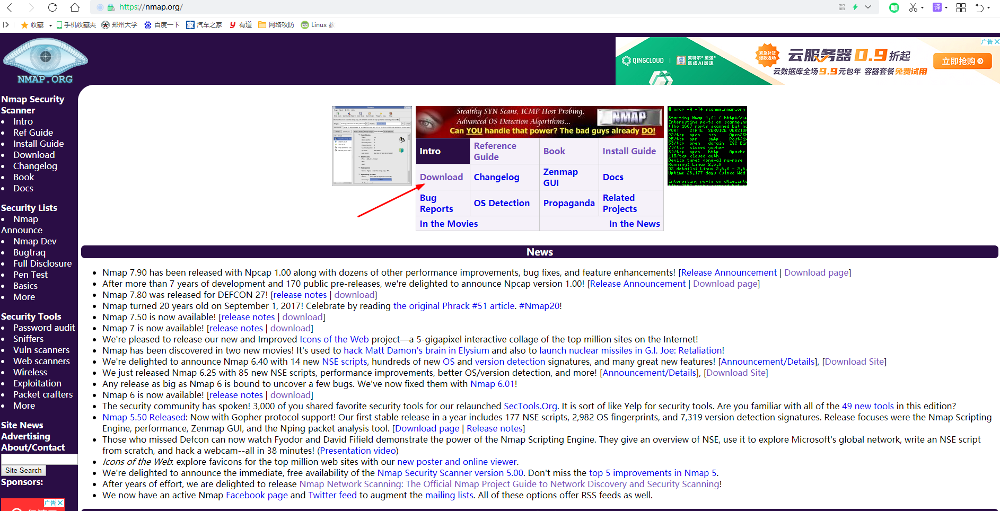 https://nmap.org/
收藏
手机收藏夹
郑州大学
百度一下
汽车之家
有道
网络攻防
Linux 教
译
NMAP.ORG
广告
QINGCLOUD
英特尔® 至强®
集成AI加速
紧急补货
爆款返场
云服务器 0.9折起
云数据库全场9.9元包年 容器套餐免费试用
立即抢购
Nmap Security
Scanner
Intro
Ref Guide
Install Guide
Download
Changelog
Book
Docs
Security Lists
Nmap
Announce
Nmap Dev
Bugtraq
Full Disclosure
Pen Test
Basics
More
Security Tools
Password audit
Sniffers
Vuln scanners
Web scanners
Wireless
Exploitation
Packet crafters
More
Site News
Advertising
About/Contact
Site Search
Sponsors:
广告
Stealthy SYN Scans, ICMP Host Probing,
Advanced OS Detection Algorithms...
NMAP
Can YOU handle that power? The bad guys already DO!
Intro
Reference
Guide
Book
Install Guide
Download
Changelog
Zenmap
GUI
Docs
Bug
Reports
OS Detection
Propaganda
Related
Projects
In the Movies
In the News
# nmap -A -T4 scanme.nmap.org
Starting Nmap 4.01 ( http://w
Interesting ports on scanme.n
(The 1667 ports scanned but n
PORT STATE SERVICE VERSION
22/tcp open ssh OpenSS
25/tcp open smtp Postfi
53/tcp open domain ISC Bin
70/tcp closed gopher
80/tcp open http Apache
113/tcp closed auth
Device type: general purpose
Running: Linux 2.6.X
OS details: Linux 2.6.0 - 2.6.
Uptime 26.177 days (since Wed
Interesting ports on d0ze.inte
News
Nmap 7.90 has been released with Npcap 1.00 along with dozens of other performance improvements, bug fixes, and feature enhancements! [Release Announcement | Download page]
After more than 7 years of development and 170 public pre-releases, we're delighted to announce Npcap version 1.00! [Release Announcement | Download page]
Nmap 7.80 was released for DEFCON 27! [release notes | download]
Nmap turned 20 years old on September 1, 2017! Celebrate by reading the original Phrack #51 article. #Nmap20!
Nmap 7.50 is now available! [release notes | download]
Nmap 7 is now available! [release notes | download]
We're pleased to release our new and Improved Icons of the Web project—a 5-gigapixel interactive collage of the top million sites on the Internet!
Nmap has been discovered in two new movies! It's used to hack Matt Damon's brain in Elysium and also to launch nuclear missiles in G.I. Joe: Retaliation!
We're delighted to announce Nmap 6.40 with 14 new NSE scripts, hundreds of new OS and version detection signatures, and many great new features! [Announcement/Details], [Download Site]
We just released Nmap 6.25 with 85 new NSE scripts, performance improvements, better OS/version detection, and more! [Announcement/Details], [Download Site]
Any release as big as Nmap 6 is bound to uncover a few bugs. We've now fixed them with Nmap 6.01!
Nmap 6 is now available! [release notes | download]
The security community has spoken! 3,000 of you shared favorite security tools for our relaunched SecTools.Org. It is sort of like Yelp for security tools. Are you familiar with all of the 49 new tools in this edition?
Nmap 5.50 Released: Now with Gopher protocol support! Our first stable release in a year includes 177 NSE scripts, 2,982 OS fingerprints, and 7,319 version detection signatures. Release focuses were the Nmap Scripting
Engine, performance, Zenmap GUI, and the Nping packet analysis tool. [Download page | Release notes]
Those who missed Defcon can now watch Fyodor and David Fifield demonstrate the power of the Nmap Scripting Engine. They give an overview of NSE, use it to explore Microsoft's global network, write an NSE script
from scratch, and hack a webcam--all in 38 minutes! (Presentation video)
Icons of the Web: explore favicons for the top million web sites with our new poster and online viewer.
We're delighted to announce the immediate, free availability of the Nmap Security Scanner version 5.00. Don't miss the top 5 improvements in Nmap 5.
After years of effort, we are delighted to release Nmap Network Scanning: The Official Nmap Project Guide to Network Discovery and Security Scanning!
We now have an active Nmap Facebook page and Twitter feed to augment the mailing lists. All of these options offer RSS feeds as well.